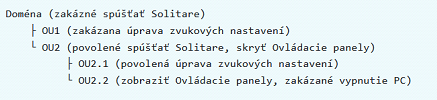 Doména (zakázné spúšťať Solitare)
├ OU1 (zakázana úprava zvukových nastavení)
└ OU2 (povolené spúšťať Solitare, skryť Ovládacie panely)
├ OU2.1 (povolená úprava zvukových nastavení)
└ OU2.2 (zobraziť Ovládacie panely, zakázané vypnutie PC)